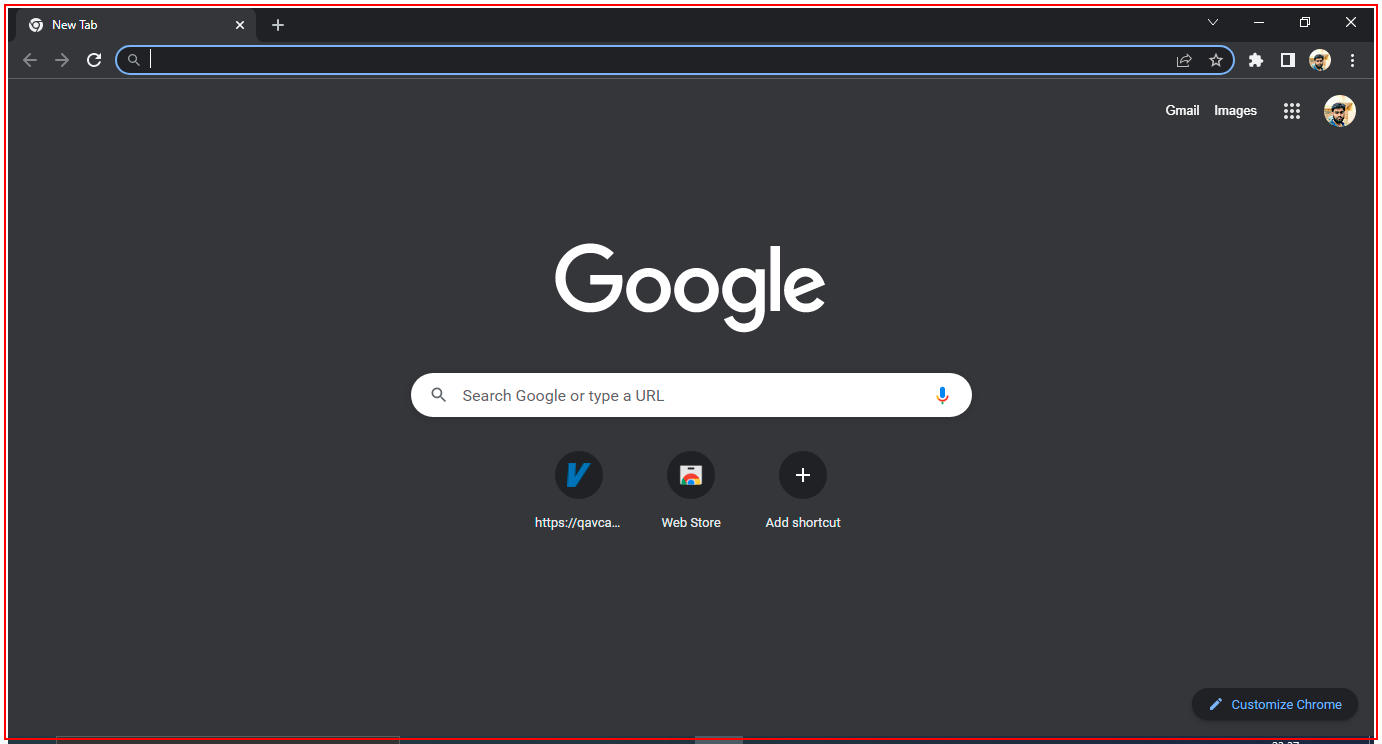 New Tab
Gmail Images
Google
Search Google or type a URL
https://qavca...
Web Store
Add shortcut
Customize Chrome